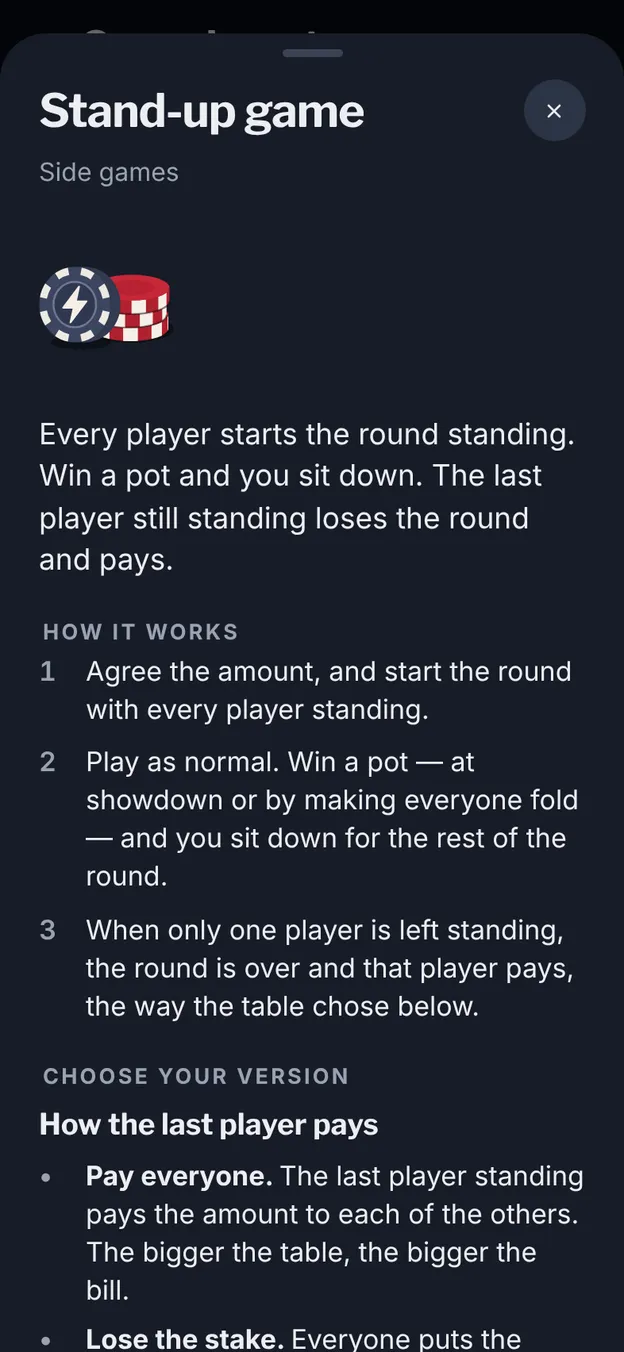 Stand-up game
Side games
Every player starts the round standing.
Win a pot and you sit down. The last
player still standing loses the round
and pays.
HOW IT WORKS
1 Agree the amount, and start the round
with every player standing.
2 Play as normal. Win a pot — at
showdown or by making everyone fold
— and you sit down for the rest of the
round.
3 When only one player is left standing,
the round is over and that player pays,
the way the table chose below.
CHOOSE YOUR VERSION
How the last player pays
• Pay everyone. The last player standing
pays the amount to each of the others.
The bigger the table, the bigger the
bill.
• Lose the stake. Everyone puts the